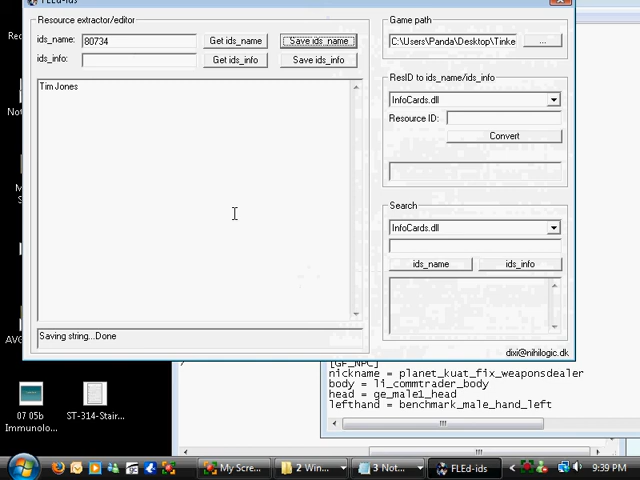 FLEd-ids
Resource extractor/editor
ids_name: 80734 Get ids_name Save ids_name
ids_info: Get ids_info Save ids_info
Tim Jones
Saving string...Done
Game path
C:\Users\Panda\Desktop\Tinke ...
ResID to ids_name/ids_info
InfoCards.dll
Resource ID:
Convert
Search
InfoCards.dll
ids_name ids_info
dixi@nihilogic.dk
[GF_NPC]
nickname = planet_kuat_fix_weaponsdealer
body = li_commtrader_body
head = ge_male1_head
lefthand = benchmark_male_hand_left
07 05b
Immunolo...
ST-314-Stair...
My Scre...
2 Win...
3 Not...
FLEd-ids
9:39 PM